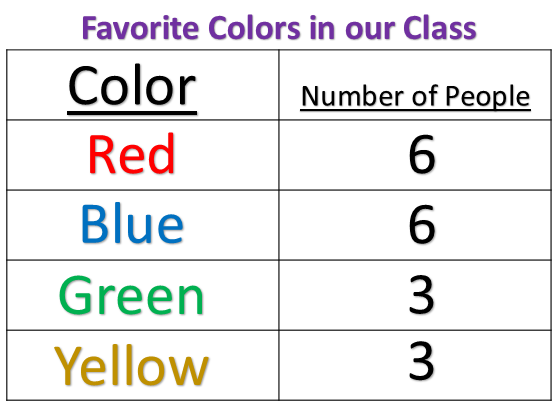 Favorite Colors in our Class
Color Number of People
Red 6
Blue 6
Green 3
Yellow 3